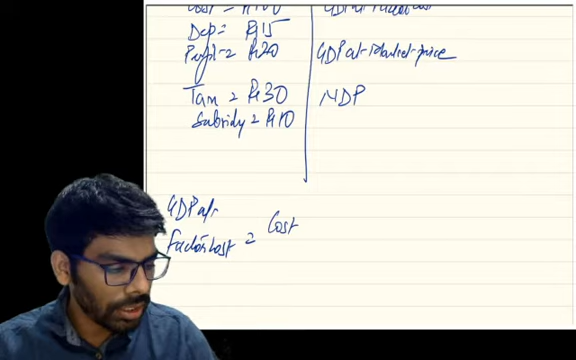 Dep = ₹15
Profit = ₹20
Tax = ₹30
Subsidy = ₹10
GDP at Market price
NDP
GDP at
Factor Cost = Cost